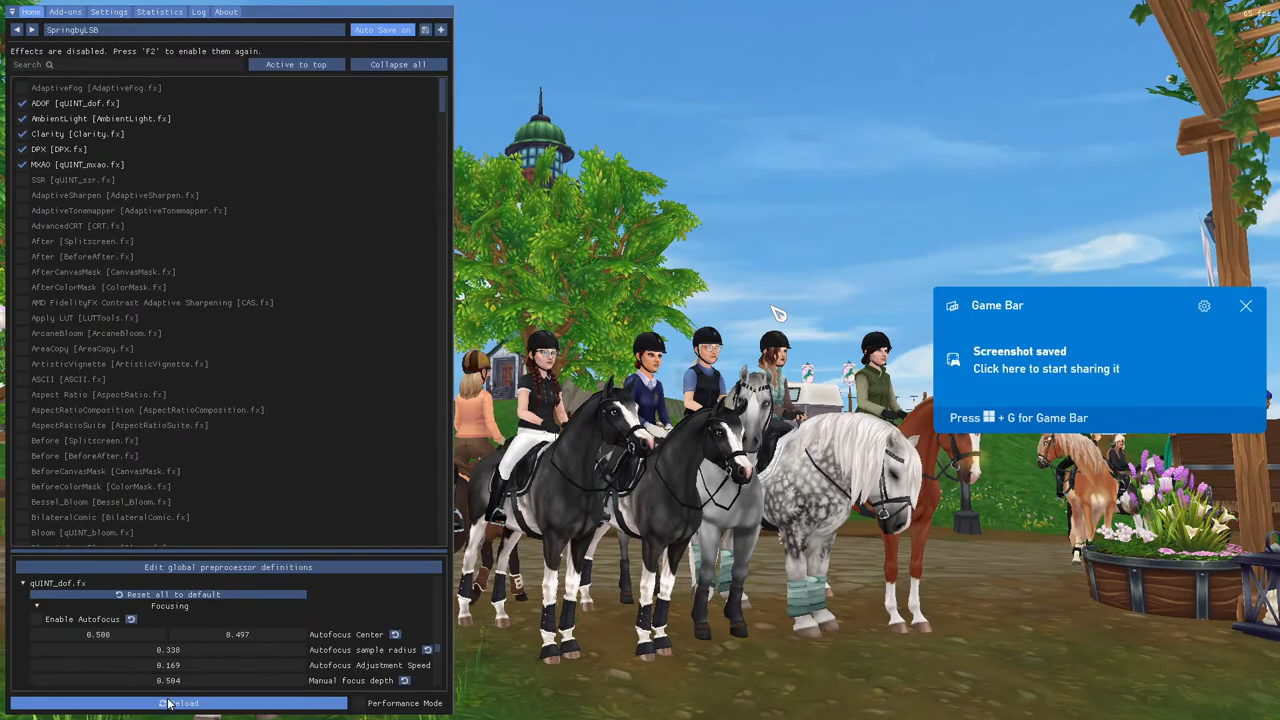 Home Add-ons Settings Statistics Log About
SpringbyLSB Auto Save on
Effects are disabled. Press 'F2' to enable them again.
Search Active to top Collapse all
AdaptiveFog [AdaptiveFog.fx]
ADOF [qUINT_dof.fx]
AmbientLight [AmbientLight.fx]
Clarity [Clarity.fx]
DPX [DPX.fx]
MXAO [qUINT_mxao.fx]
SSR [qUINT_ssr.fx]
AdaptiveSharpen [AdaptiveSharpen.fx]
AdaptiveTonemapper [AdaptiveTonemapper.fx]
AdvancedCRT [CRT.fx]
After [Splitscreen.fx]
After [BeforeAfter.fx]
AfterCanvasMask [CanvasMask.fx]
AfterColorMask [ColorMask.fx]
AMD FidelityFX Contrast Adaptive Sharpening [CAS.fx]
Apply LUT [LUTTools.fx]
ArcaneBloom [ArcaneBloom.fx]
AreaCopy [AreaCopy.fx]
ArtisticVignette [ArtisticVignette.fx]
ASCII [ASCII.fx]
Aspect Ratio [AspectRatio.fx]
AspectRatioComposition [AspectRatioComposition.fx]
AspectRatioSuite [AspectRatioSuite.fx]
Before [Splitscreen.fx]
Before [BeforeAfter.fx]
BeforeCanvasMask [CanvasMask.fx]
BeforeColorMask [ColorMask.fx]
Bessel_Bloom [Bessel_Bloom.fx]
BilateralComic [BilateralComic.fx]
Bloom [qUINT_bloom.fx]
Edit global preprocessor definitions
qUINT_dof.fx
Reset all to default
Focusing
Enable Autofocus
0.500 0.497 Autofocus Center
0.330 Autofocus sample radius
0.169 Autofocus Adjustment Speed
0.504 Manual focus depth
eload Performance Mode
65 fps
Game Bar
Screenshot saved
Click here to start sharing it
Press + G for Game Bar